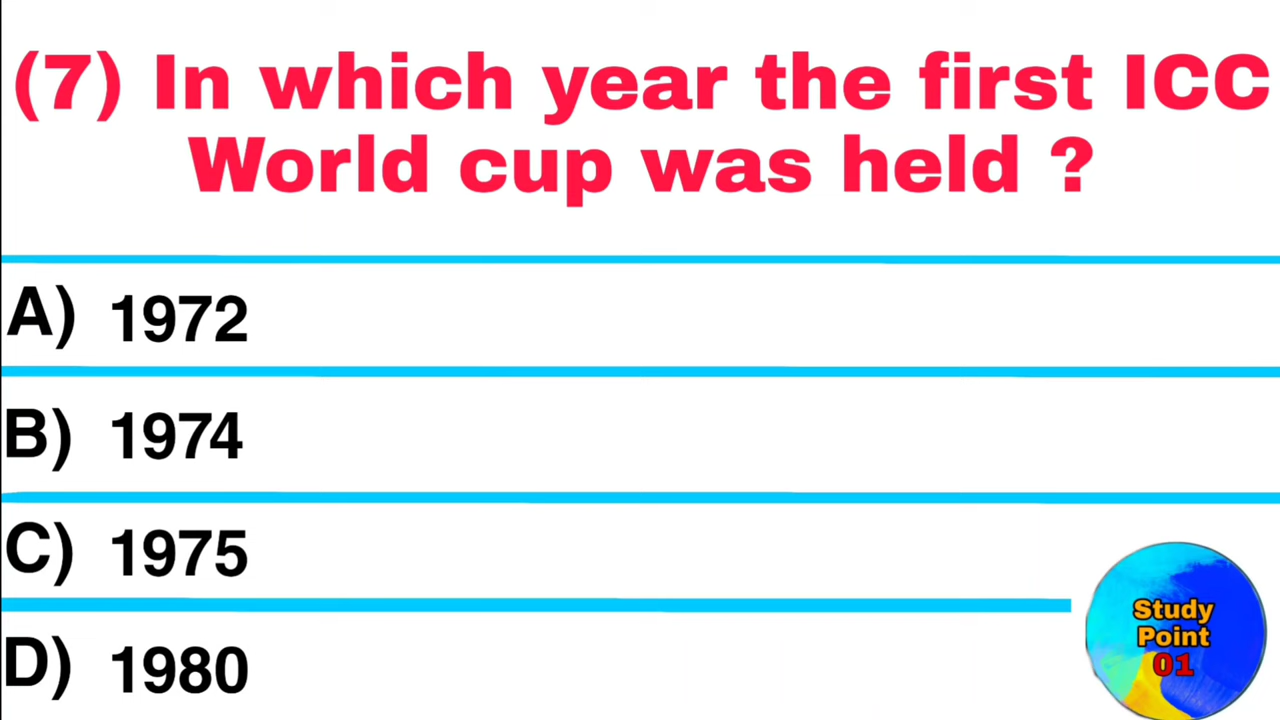 (7) In which year the first ICC
World cup was held ?
A) 1972
B) 1974
C) 1975
D) 1980
Study
Point
01